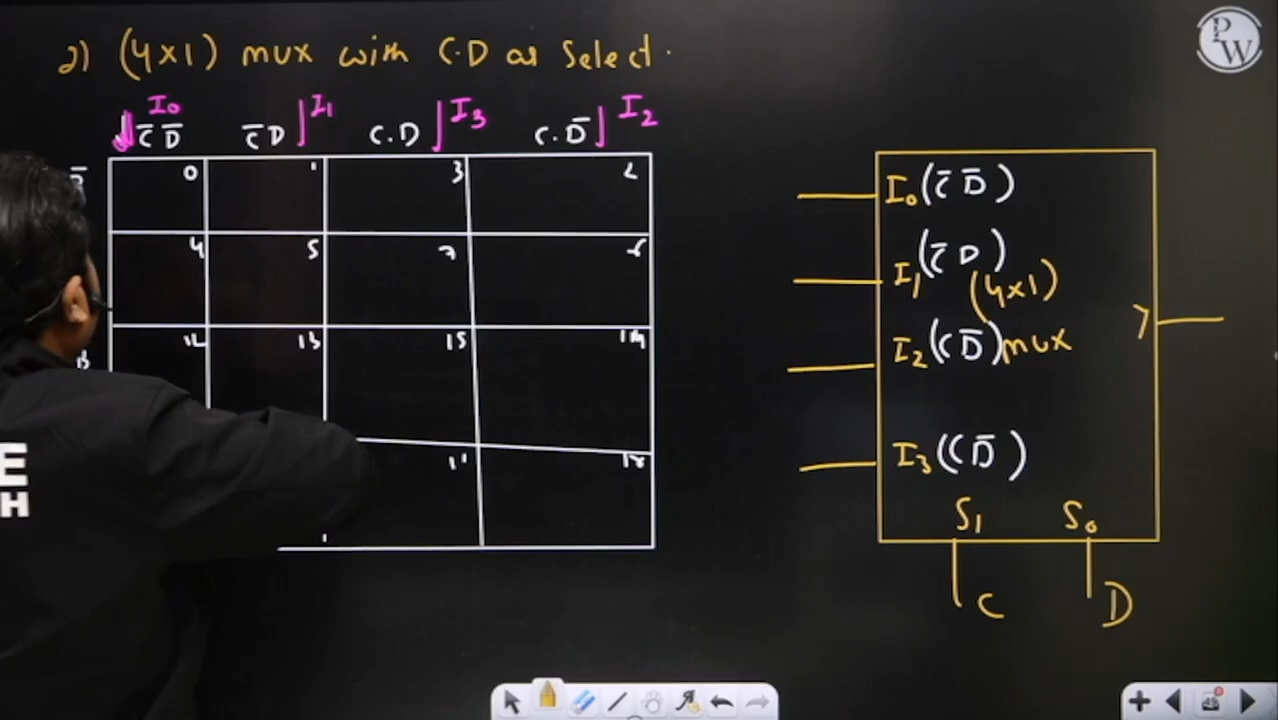 2) (4x1) mux with C.D as Select.
I0 I1 I3 I2
C̅ D̅ C̅ D C.D C.D̅
0 1 3 2
4 5 7 6
12 13 15 14
B
11 10
I0 (C̅ D̅)
I1 (C̅ D)
(4x1)
I2 (C D̅) mux
Y
I3 (C D̅)
S1 S0
C D
PW
E
H